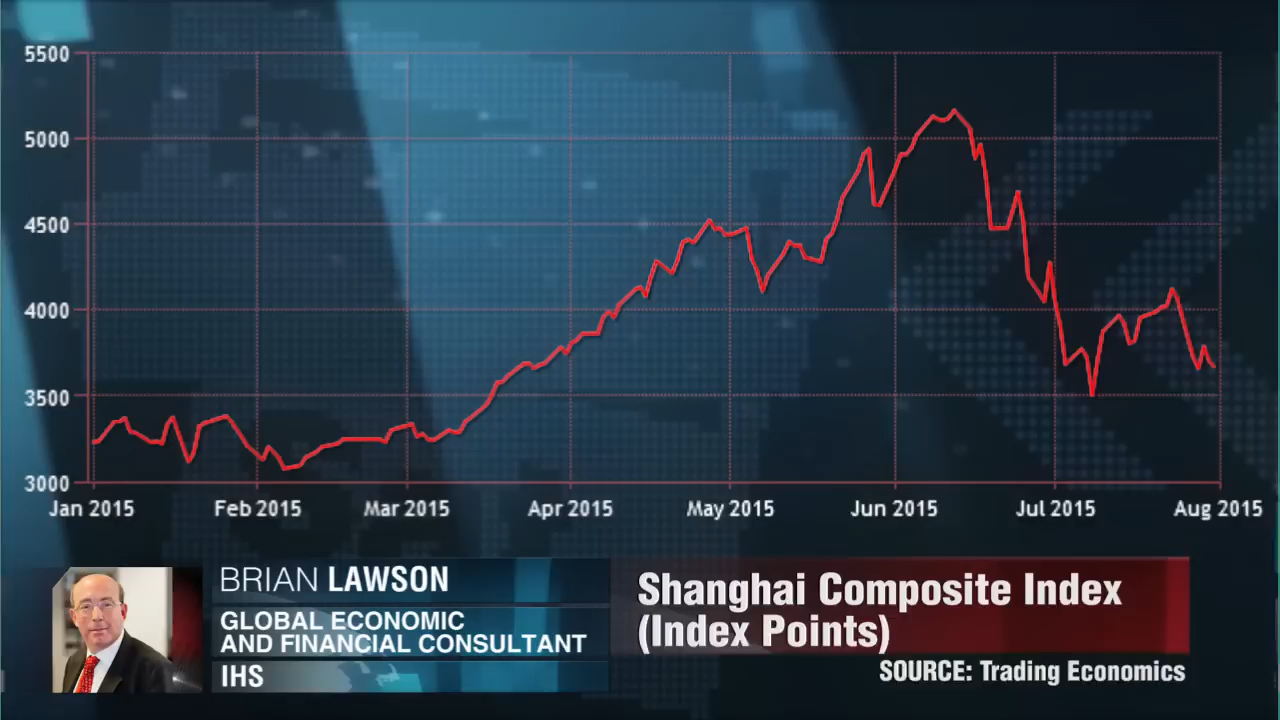 5500
5000
4500
4000
3500
3000
Jan 2015 Feb 2015 Mar 2015 Apr 2015 May 2015 Jun 2015 Jul 2015 Aug 2015
BRIAN LAWSON
GLOBAL ECONOMIC
AND FINANCIAL CONSULTANT
IHS
Shanghai Composite Index
(Index Points)
SOURCE: Trading Economics